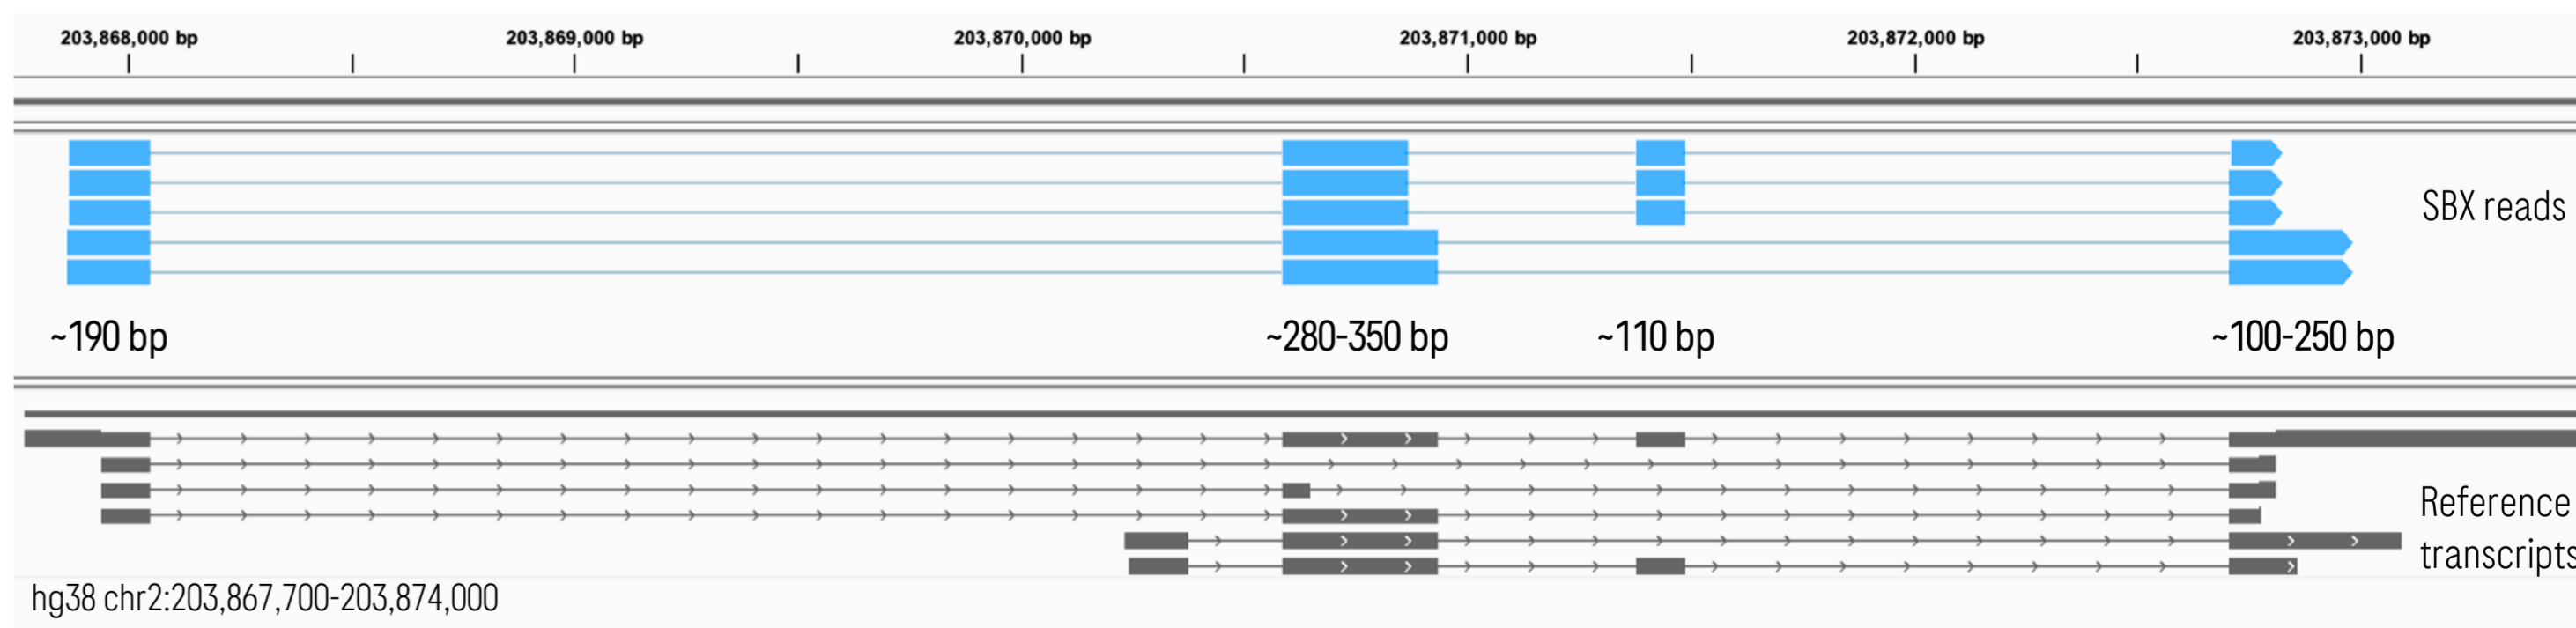 203,868,000 bp 203,869,000 bp 203,870,000 bp 203,871,000 bp 203,872,000 bp 203,873,000 bp
SBX reads
~190 bp ~280-350 bp ~110 bp ~100-250 bp
Reference
transcripts
hg38 chr2:203,867,700-203,874,000